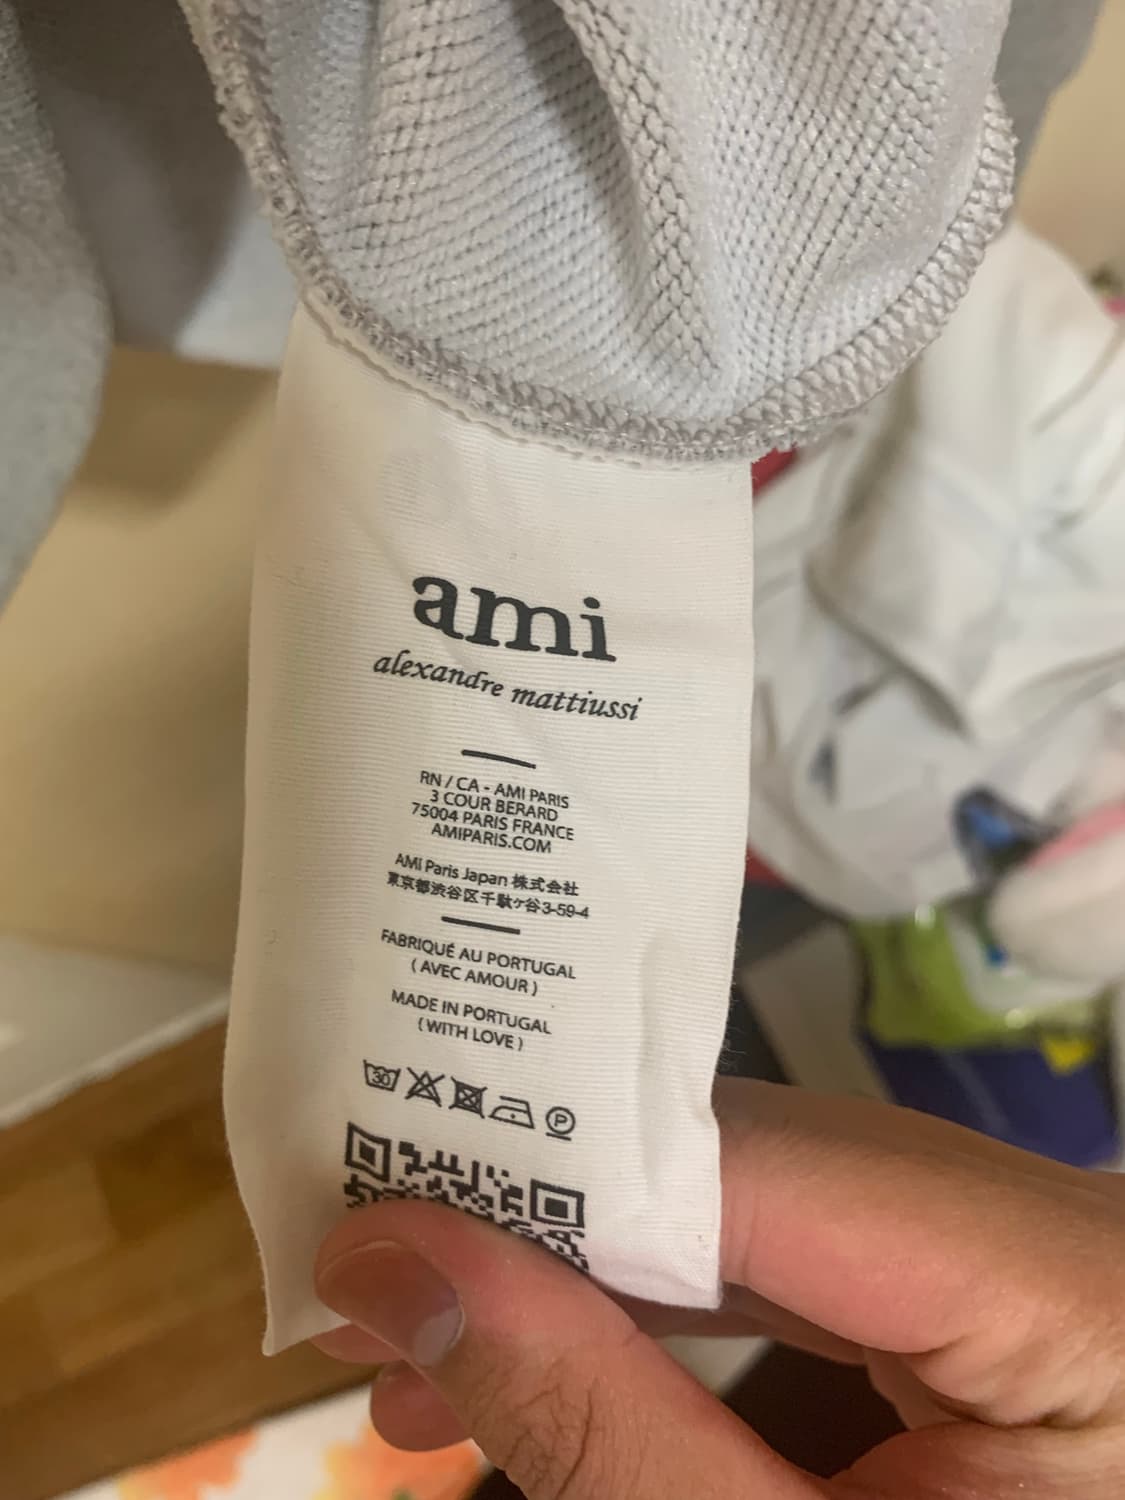 ami
alexandre mattiussi
RN / CA - AMI PARIS
3 COUR BERARD
75004 PARIS FRANCE
AMIPARIS.COM
AMI Paris Japan 株式会社
東京都渋谷区千駄ケ谷3-59-4
FABRIQUÉ AU PORTUGAL
( AVEC AMOUR )
MADE IN PORTUGAL
( WITH LOVE )
30
P